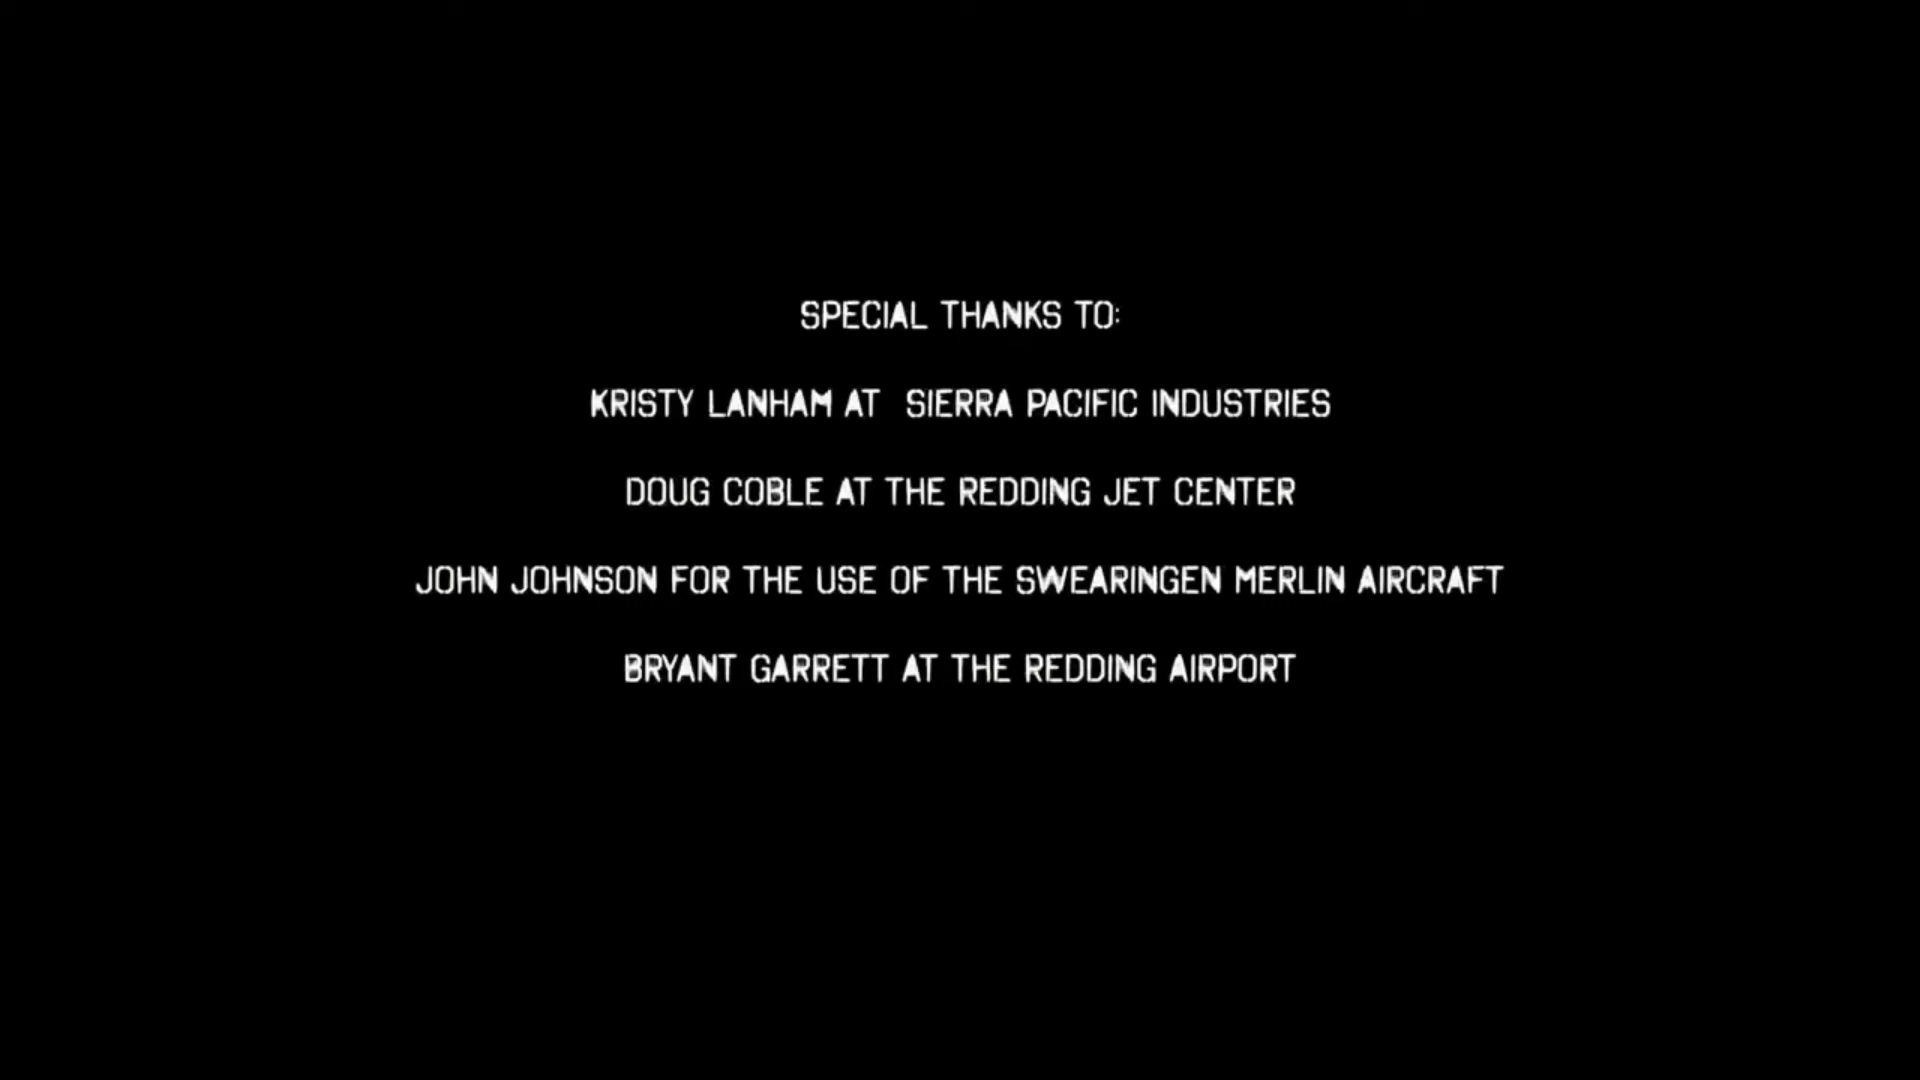 SPECIAL THANKS TO:
KRISTY LANHAM AT  SIERRA PACIFIC INDUSTRIES
DOUG COBLE AT THE REDDING JET CENTER
JOHN JOHNSON FOR THE USE OF THE SWEARINGEN MERLIN AIRCRAFT
BRYANT GARRETT AT THE REDDING AIRPORT